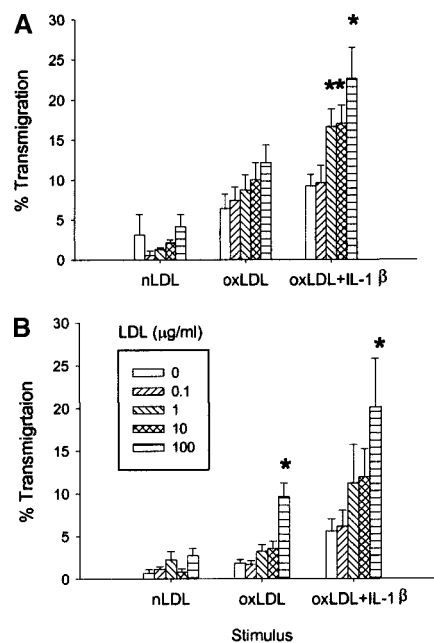 A
% Transmigration
30
25
20
15
10
5
0
*
**
nLDL
oxLDL
oxLDL+IL-1 β
B
% Transmigrtaion
30
25
20
15
10
5
0
LDL (μg/ml)
0
0.1
1
10
100
*
*
nLDL
oxLDL
oxLDL+IL-1 β
Stimulus